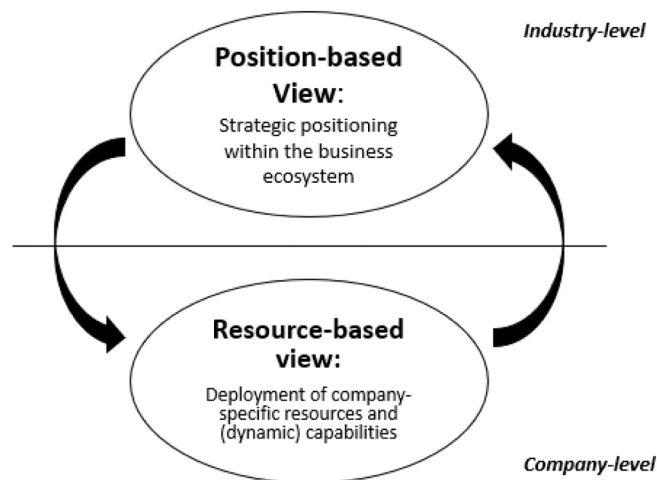 Industry-level
Position-based
View:
Strategic positioning
within the business
ecosystem
Resource-based
view:
Deployment of company-
specific resources and
(dynamic) capabilities
Company-level